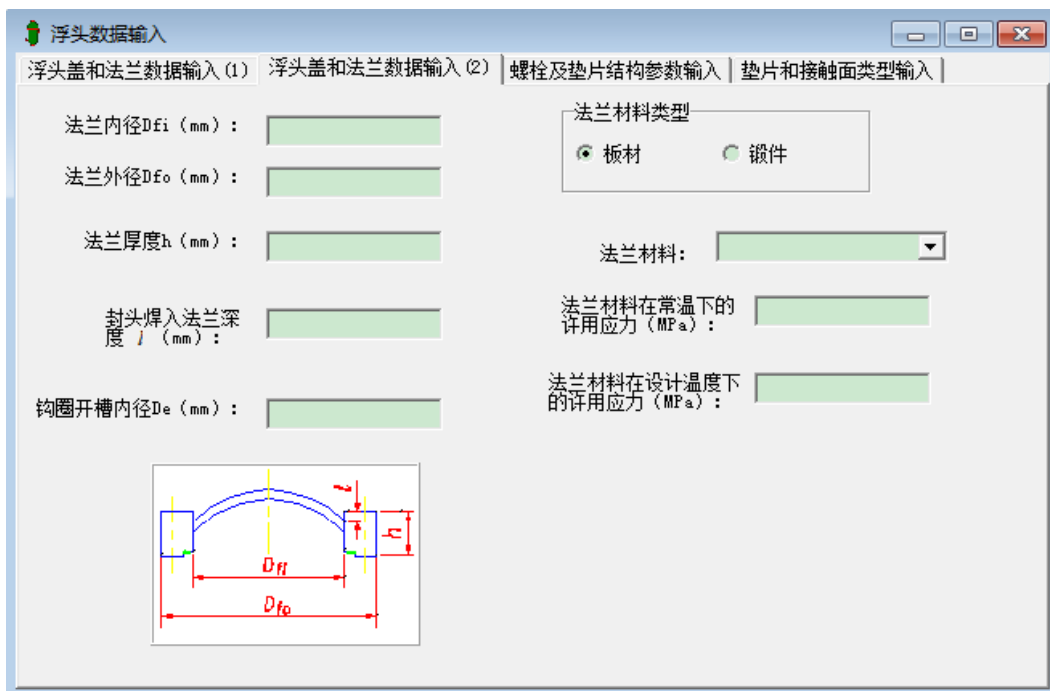 浮头数据输入
浮头盖和法兰数据输入(1) 浮头盖和法兰数据输入(2) 螺栓及垫片结构参数输入 垫片和接触面类型输入
法兰内径Dfi(mm):
法兰外径Dfo(mm):
法兰厚度h(mm):
封头焊入法兰深
度 l (mm):
钩圈开槽内径De(mm):
法兰材料类型
板材 锻件
法兰材料:
法兰材料在常温下的
许用应力(MPa):
法兰材料在设计温度下
的许用应力(MPa):
l
h
Dfi
Dfo